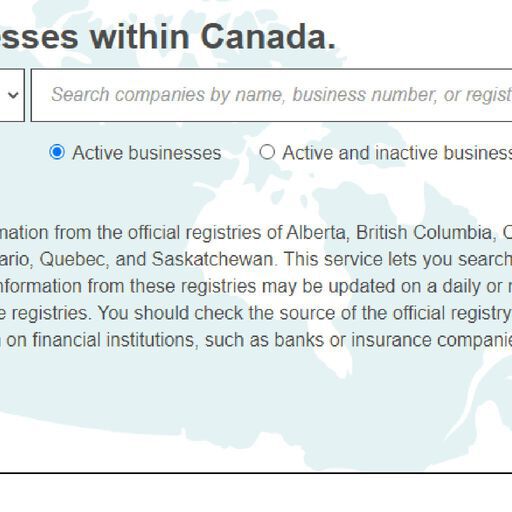 sses within Canada.
Search companies by name, business number, or regist
Active businesses Active and inactive business
mation from the official registries of Alberta, British Columbia, C
ario, Quebec, and Saskatchewan. This service lets you search
nformation from these registries may be updated on a daily or r
e registries. You should check the source of the official registry
on financial institutions, such as banks or insurance companie